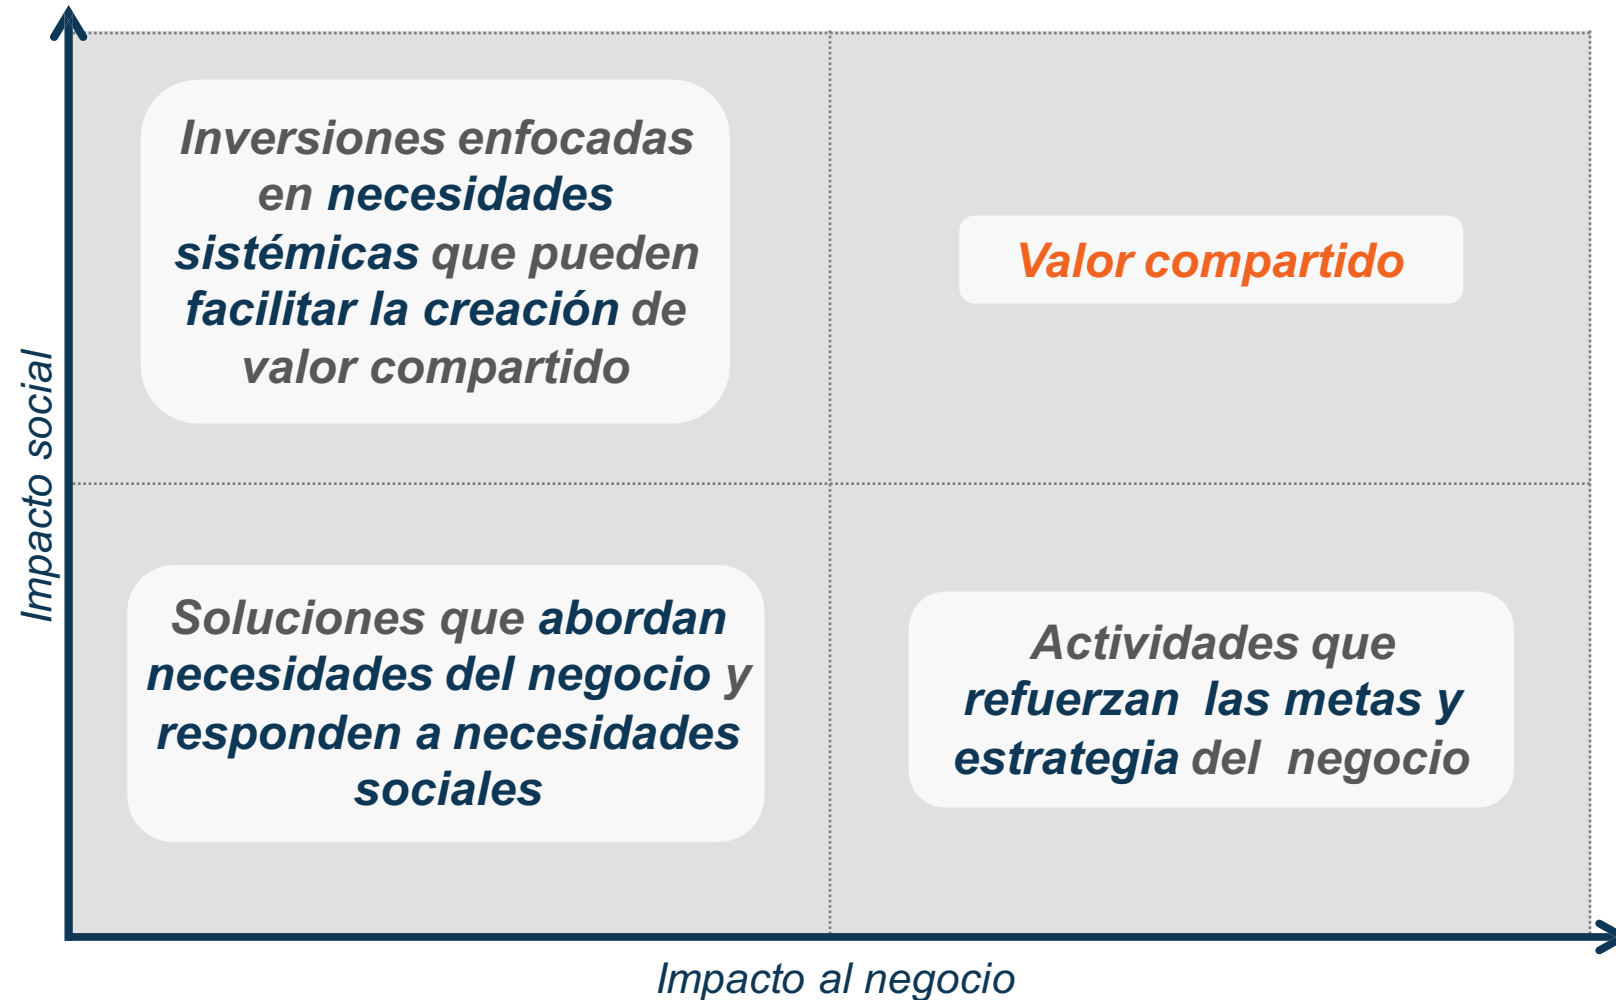 Impacto social
Inversiones enfocadas
en necesidades
sistémicas que pueden
facilitar la creación de
valor compartido
Valor compartido
Soluciones que abordan
necesidades del negocio y
responden a necesidades
sociales
Actividades que
refuerzan  las metas y
estrategia del  negocio
Impacto al negocio